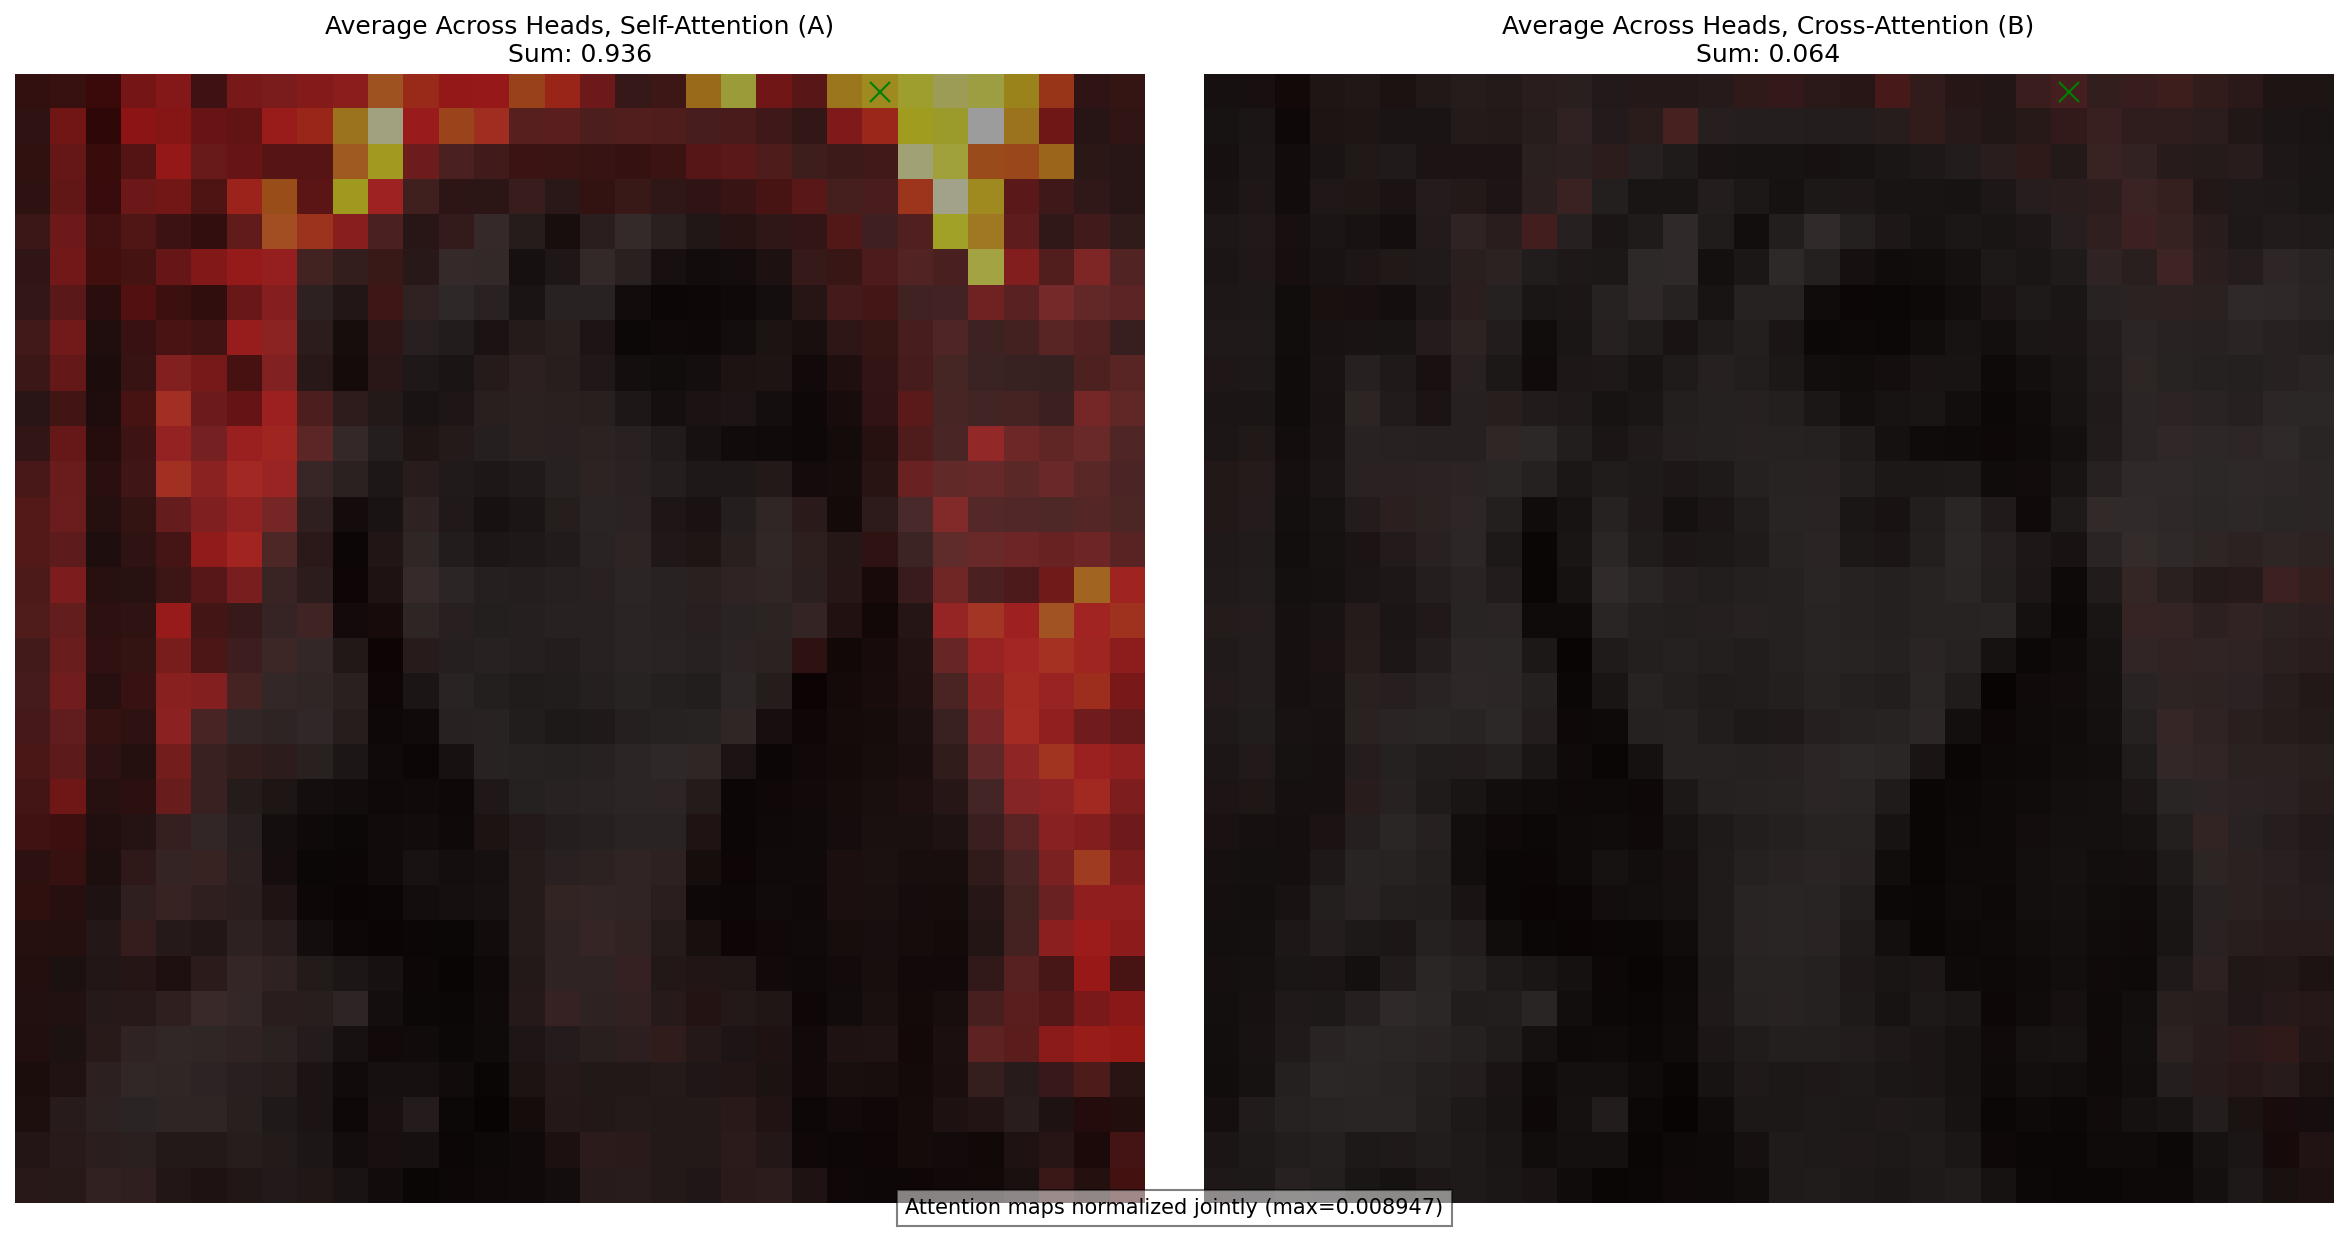 Average Across Heads, Self-Attention (A)
Sum: 0.936
Average Across Heads, Cross-Attention (B)
Sum: 0.064
Attention maps normalized jointly (max=0.008947)